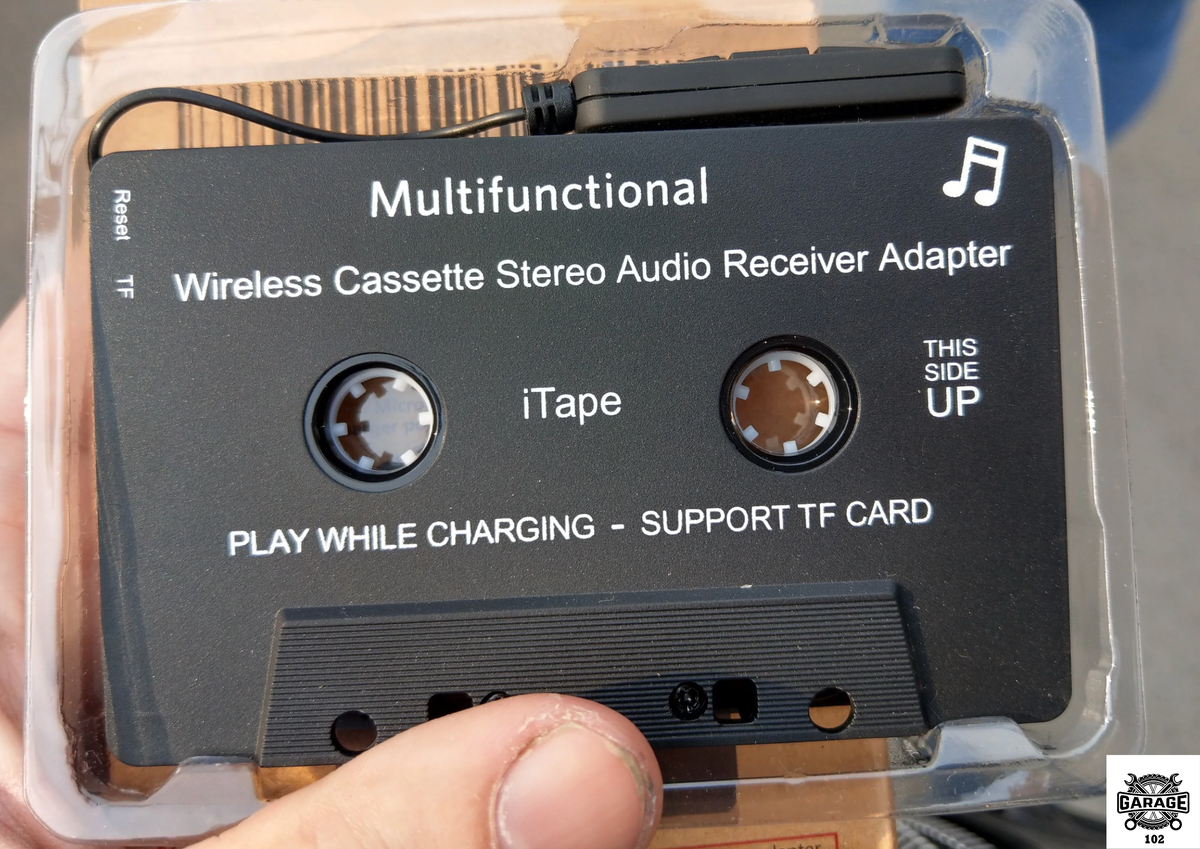 Multifunctional
Reset
TF
Wireless Cassette Stereo Audio Receiver Adapter
THIS
SIDE
UP
iTape
PLAY WHILE CHARGING - SUPPORT TF CARD
GARAGE
102